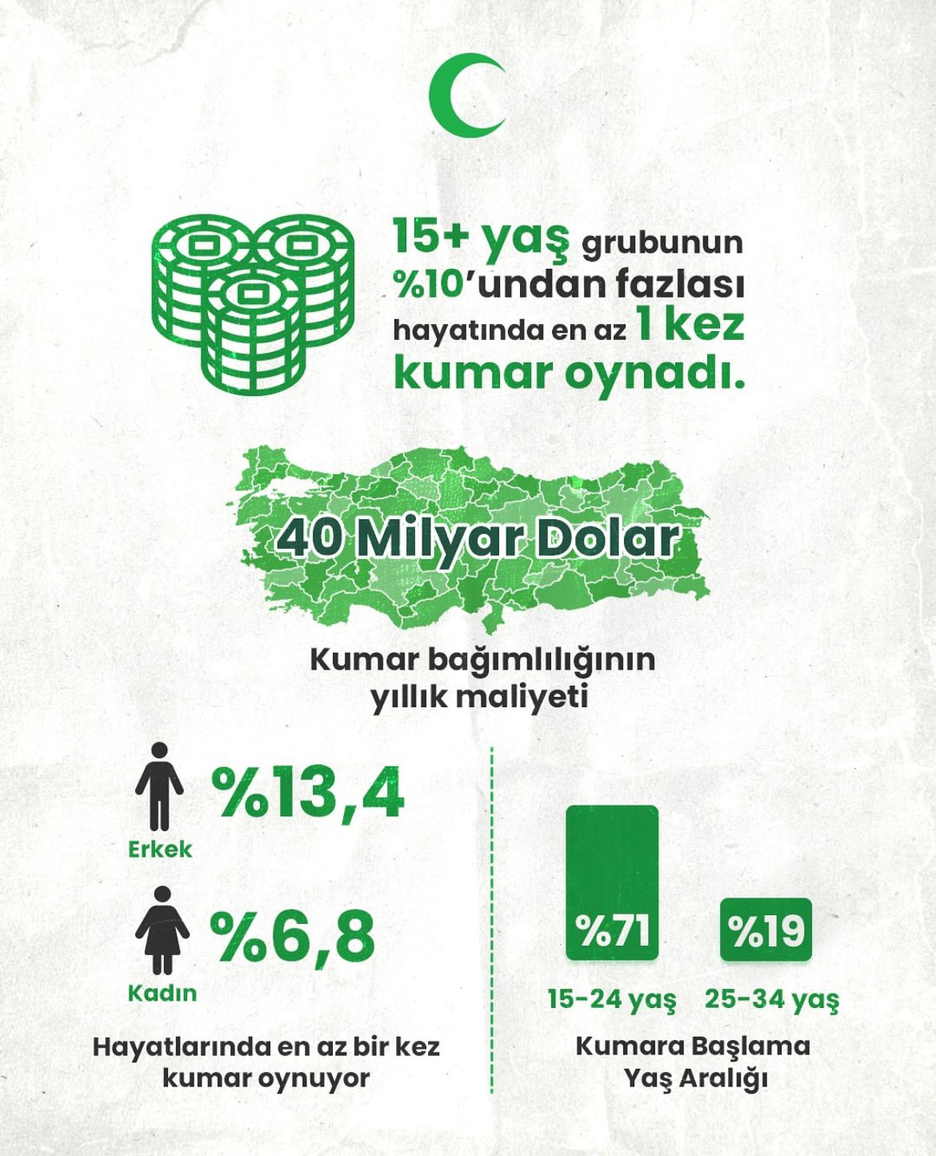 15+ yaş grubunun
%10’undan fazlası
hayatında en az 1 kez
kumar oynadı.
40 Milyar Dolar
Kumar bağımlılığının
yıllık maliyeti
%13,4
Erkek
%6,8
Kadın
Hayatlarında en az bir kez
kumar oynuyor
%71 %19
15-24 yaş 25-34 yaş
Kumara Başlama
Yaş Aralığı